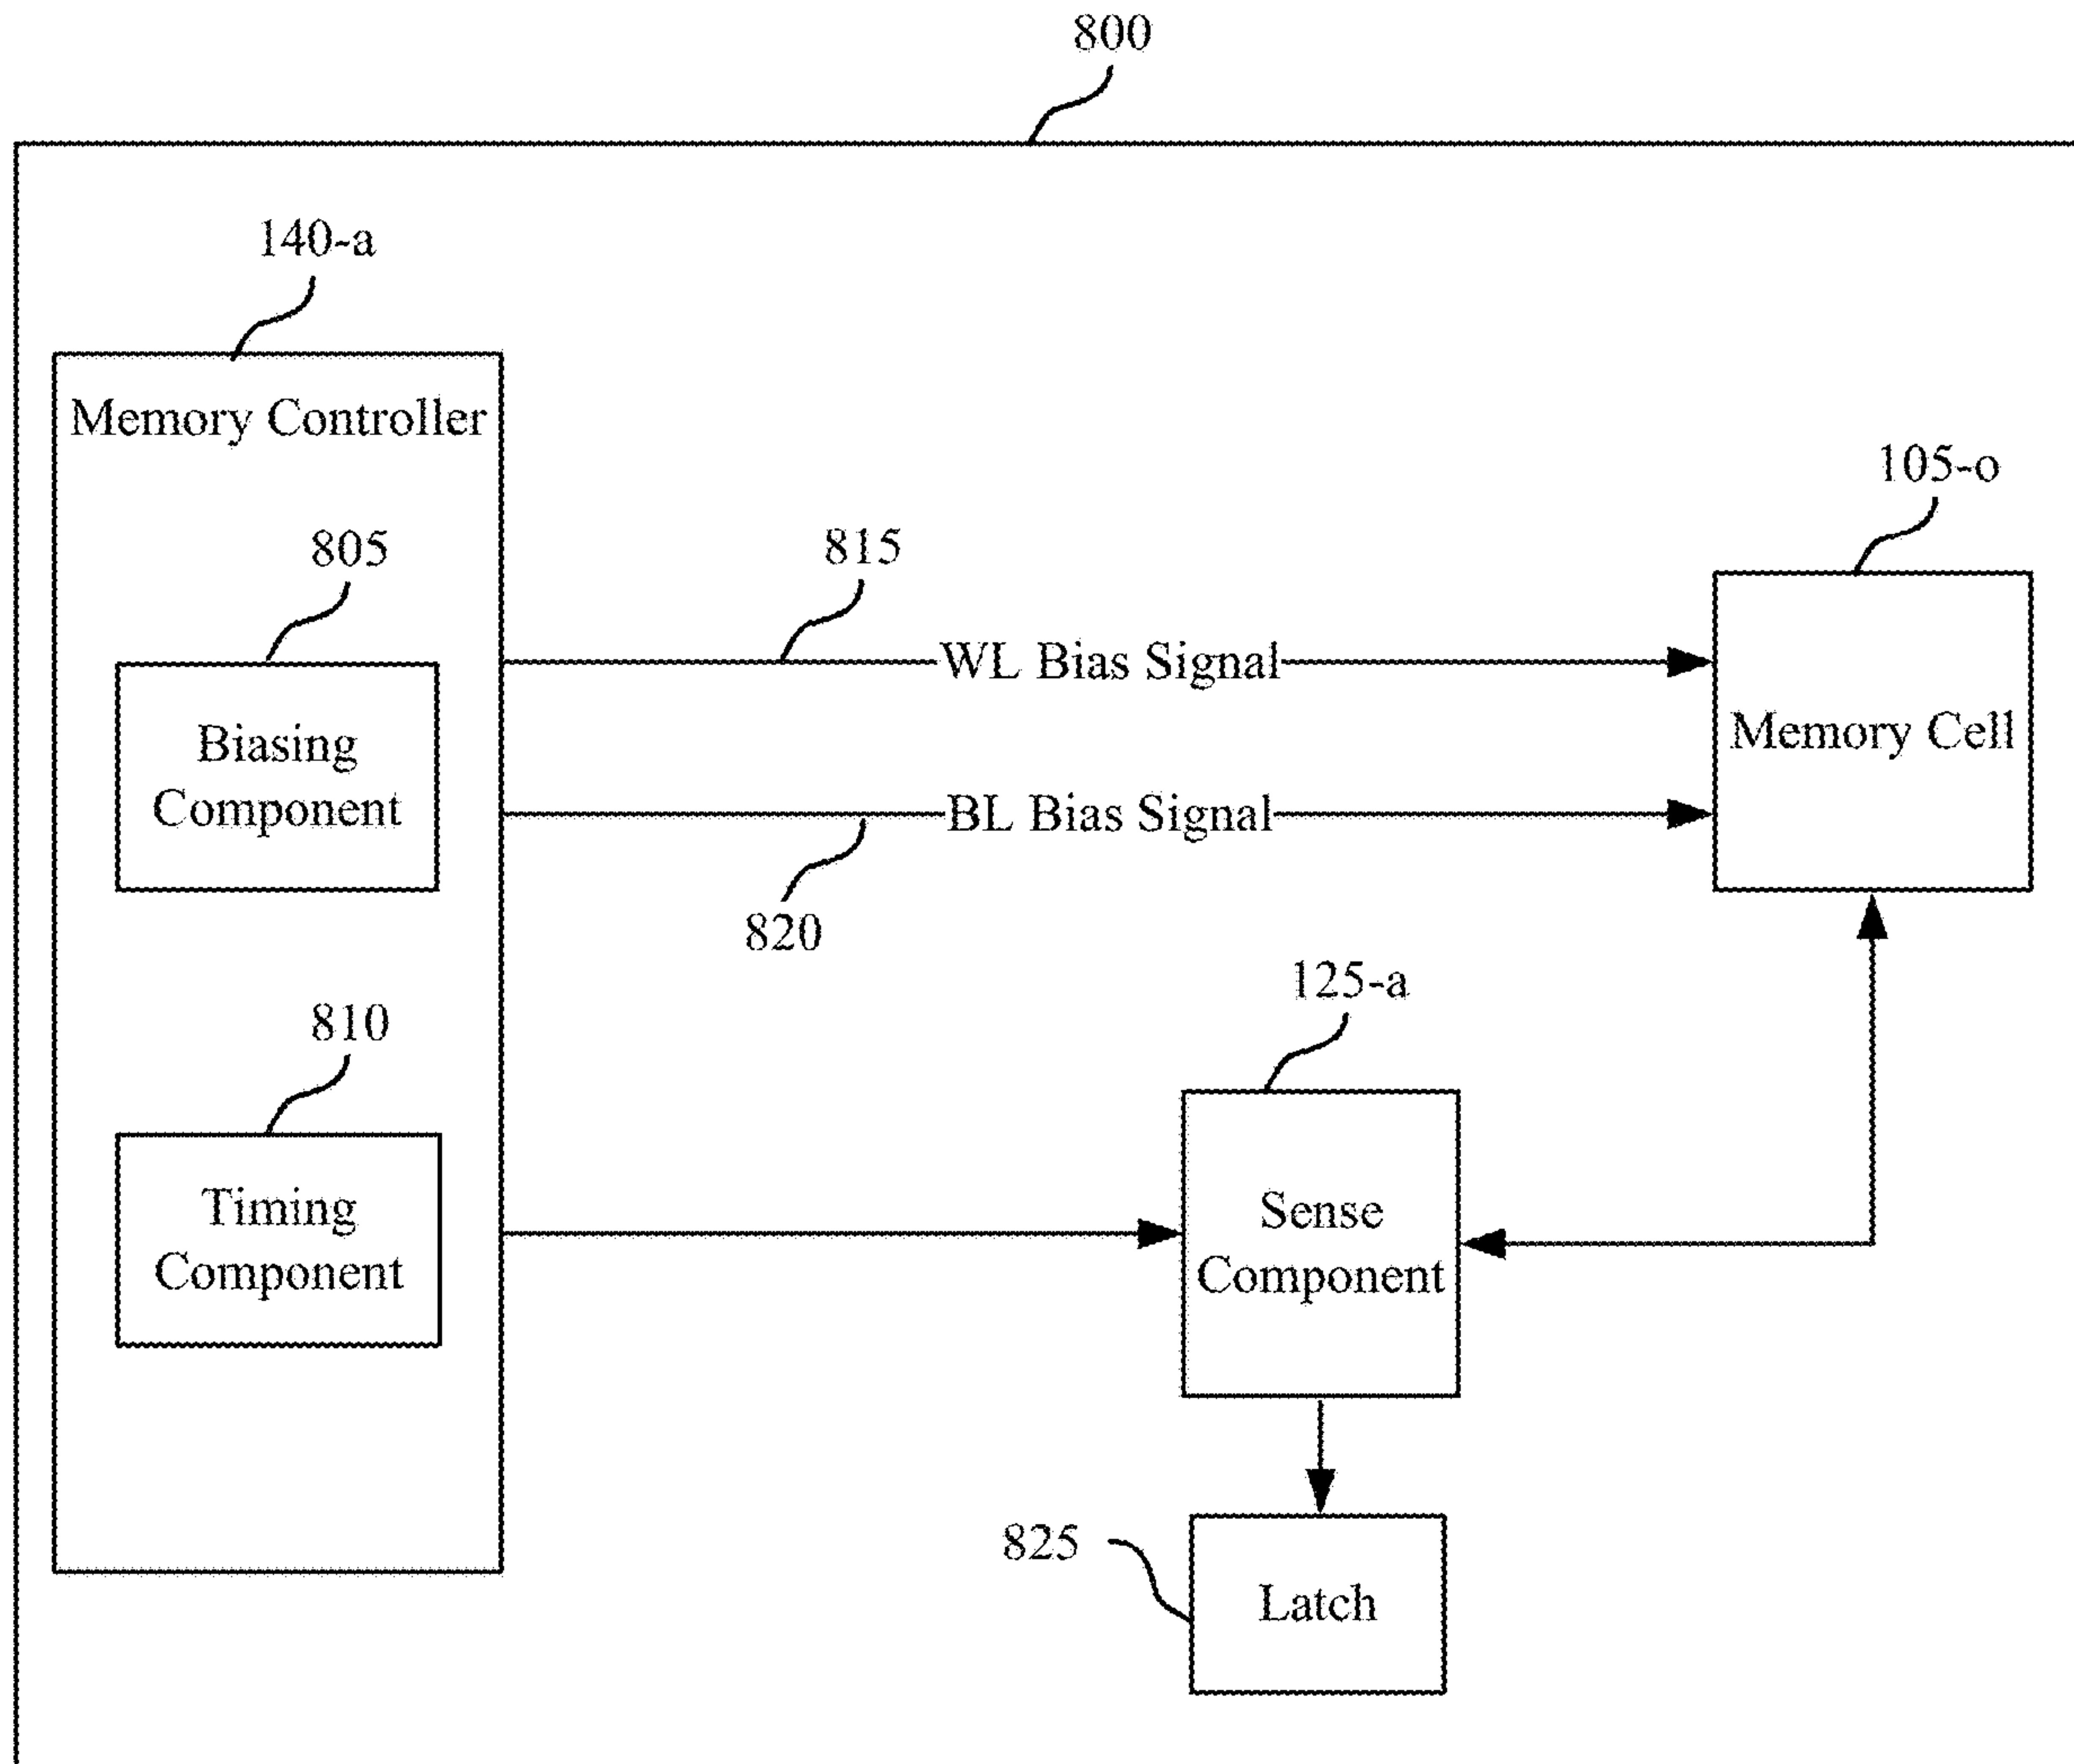 800
140-a
Memory Controller
105-o
805
815
WL Bias Signal
Biasing
Component
Memory Cell
BL Bias Signal
820
125-a
810
Timing
Component
Sense
Component
825
Latch